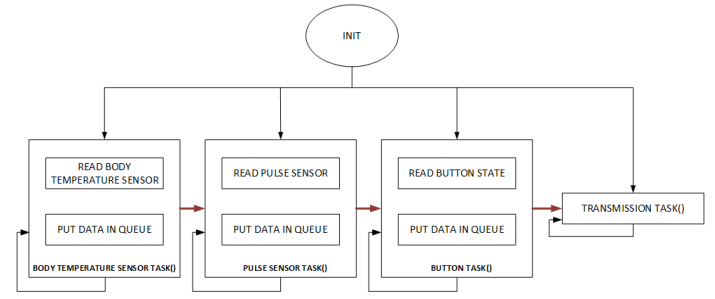 INIT
READ BODY
TEMPERATURE SENSOR
PUT DATA IN QUEUE
BODY TEMPERATURE SENSOR TASK()
READ PULSE SENSOR
PUT DATA IN QUEUE
PULSE SENSOR TASK()
READ BUTTON STATE
PUT DATA IN QUEUE
BUTTON TASK()
TRANSMISSION TASK()